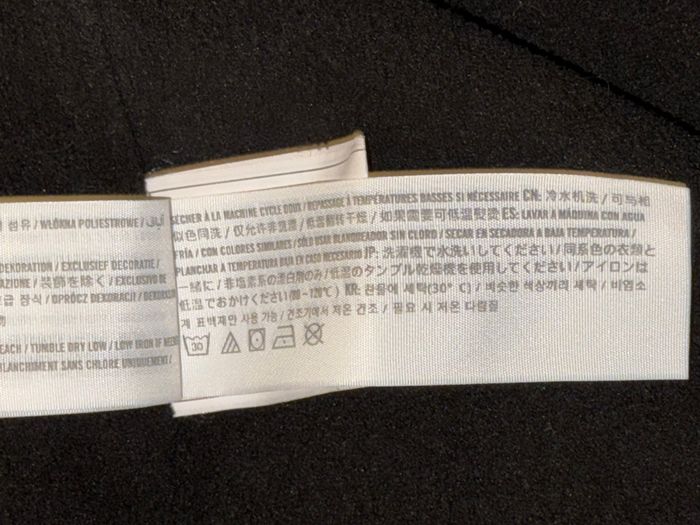 섬유 / WŁÓKNA POLIESTROWE /
DEKORATION / EXCLUSIEF DECORATIE /
AZIONE / 装飾を除く / EXCLUSIVO DE
급 장식 / OPRÓCZ DEKORACJI / DEKORSUZ
물
EACH / TUMBLE DRY LOW / LOW IRON IF NEED
BLANCHIMENT SANS CHLORE UNIQUEMENT /
SÉCHER À LA MACHINE CYCLE DOUX / REPASSAGE À TEMPÉRATURES BASSES SI NÉCESSAIRE CN: 冷水机洗 / 可与相
似色同洗 / 仅允许非氯漂 / 低温翻转干燥 / 如果需要可低温熨烫 ES: LAVAR A MÁQUINA CON AGUA
FRÍA / CON COLORES SIMILARES / SÓLO USAR BLANQUEADOR SIN CLORO / SECAR EN SECADORA A BAJA TEMPERATURA /
PLANCHAR A TEMPERATURA BAJA EN CASO NECESARIO JP: 洗濯機で水洗いしてください / 同系色の衣類と
一緒に / 非塩素系の漂白剤のみ / 低温のタンブル乾燥機を使用してください / アイロンは
低温でおかけください (80-120℃) KR: 찬물에 세탁(30° C) / 비슷한 색상끼리 세탁 / 비염소
계 표백제만 사용 가능 / 건조기에서 저온 건조 / 필요 시 저온 다림질
30